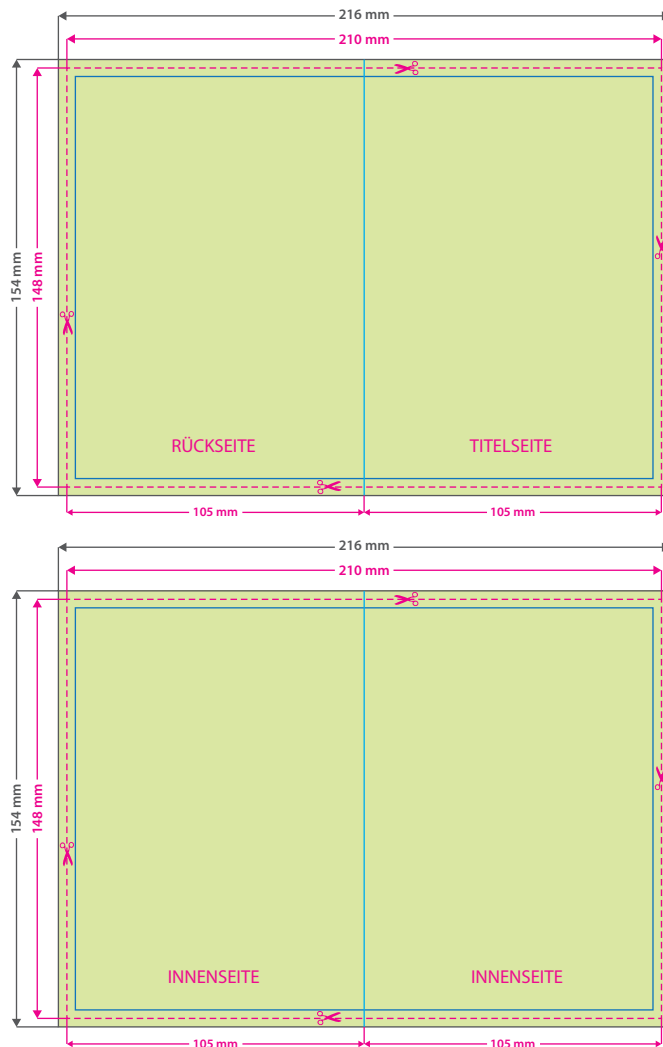 216 mm
210 mm
154 mm
148 mm
RÜCKSEITE
TITELSEITE
105 mm
105 mm
216 mm
210 mm
154 mm
148 mm
INNENSEITE
INNENSEITE
105 mm
105 mm